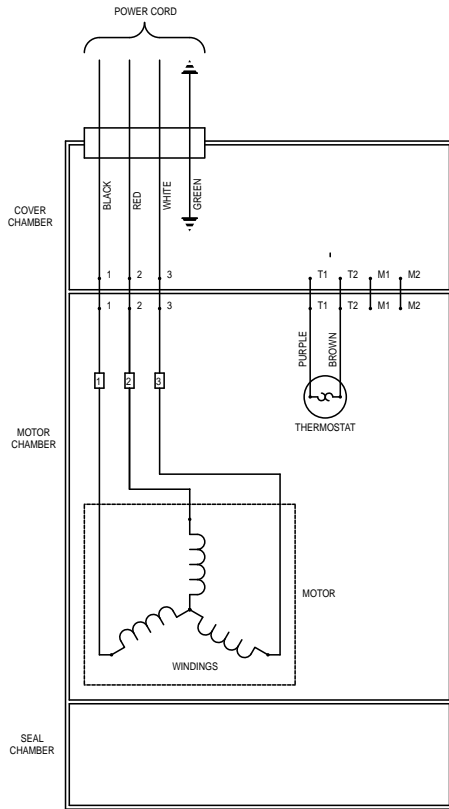 POWER CORD
BLACK
RED
WHITE
GREEN
COVER
CHAMBER
1 2 3 T1 T2 M1 M2
1 2 3 T1 T2 M1 M2
PURPLE
BROWN
1 2 3
THERMOSTAT
MOTOR
CHAMBER
MOTOR
WINDINGS
SEAL
CHAMBER